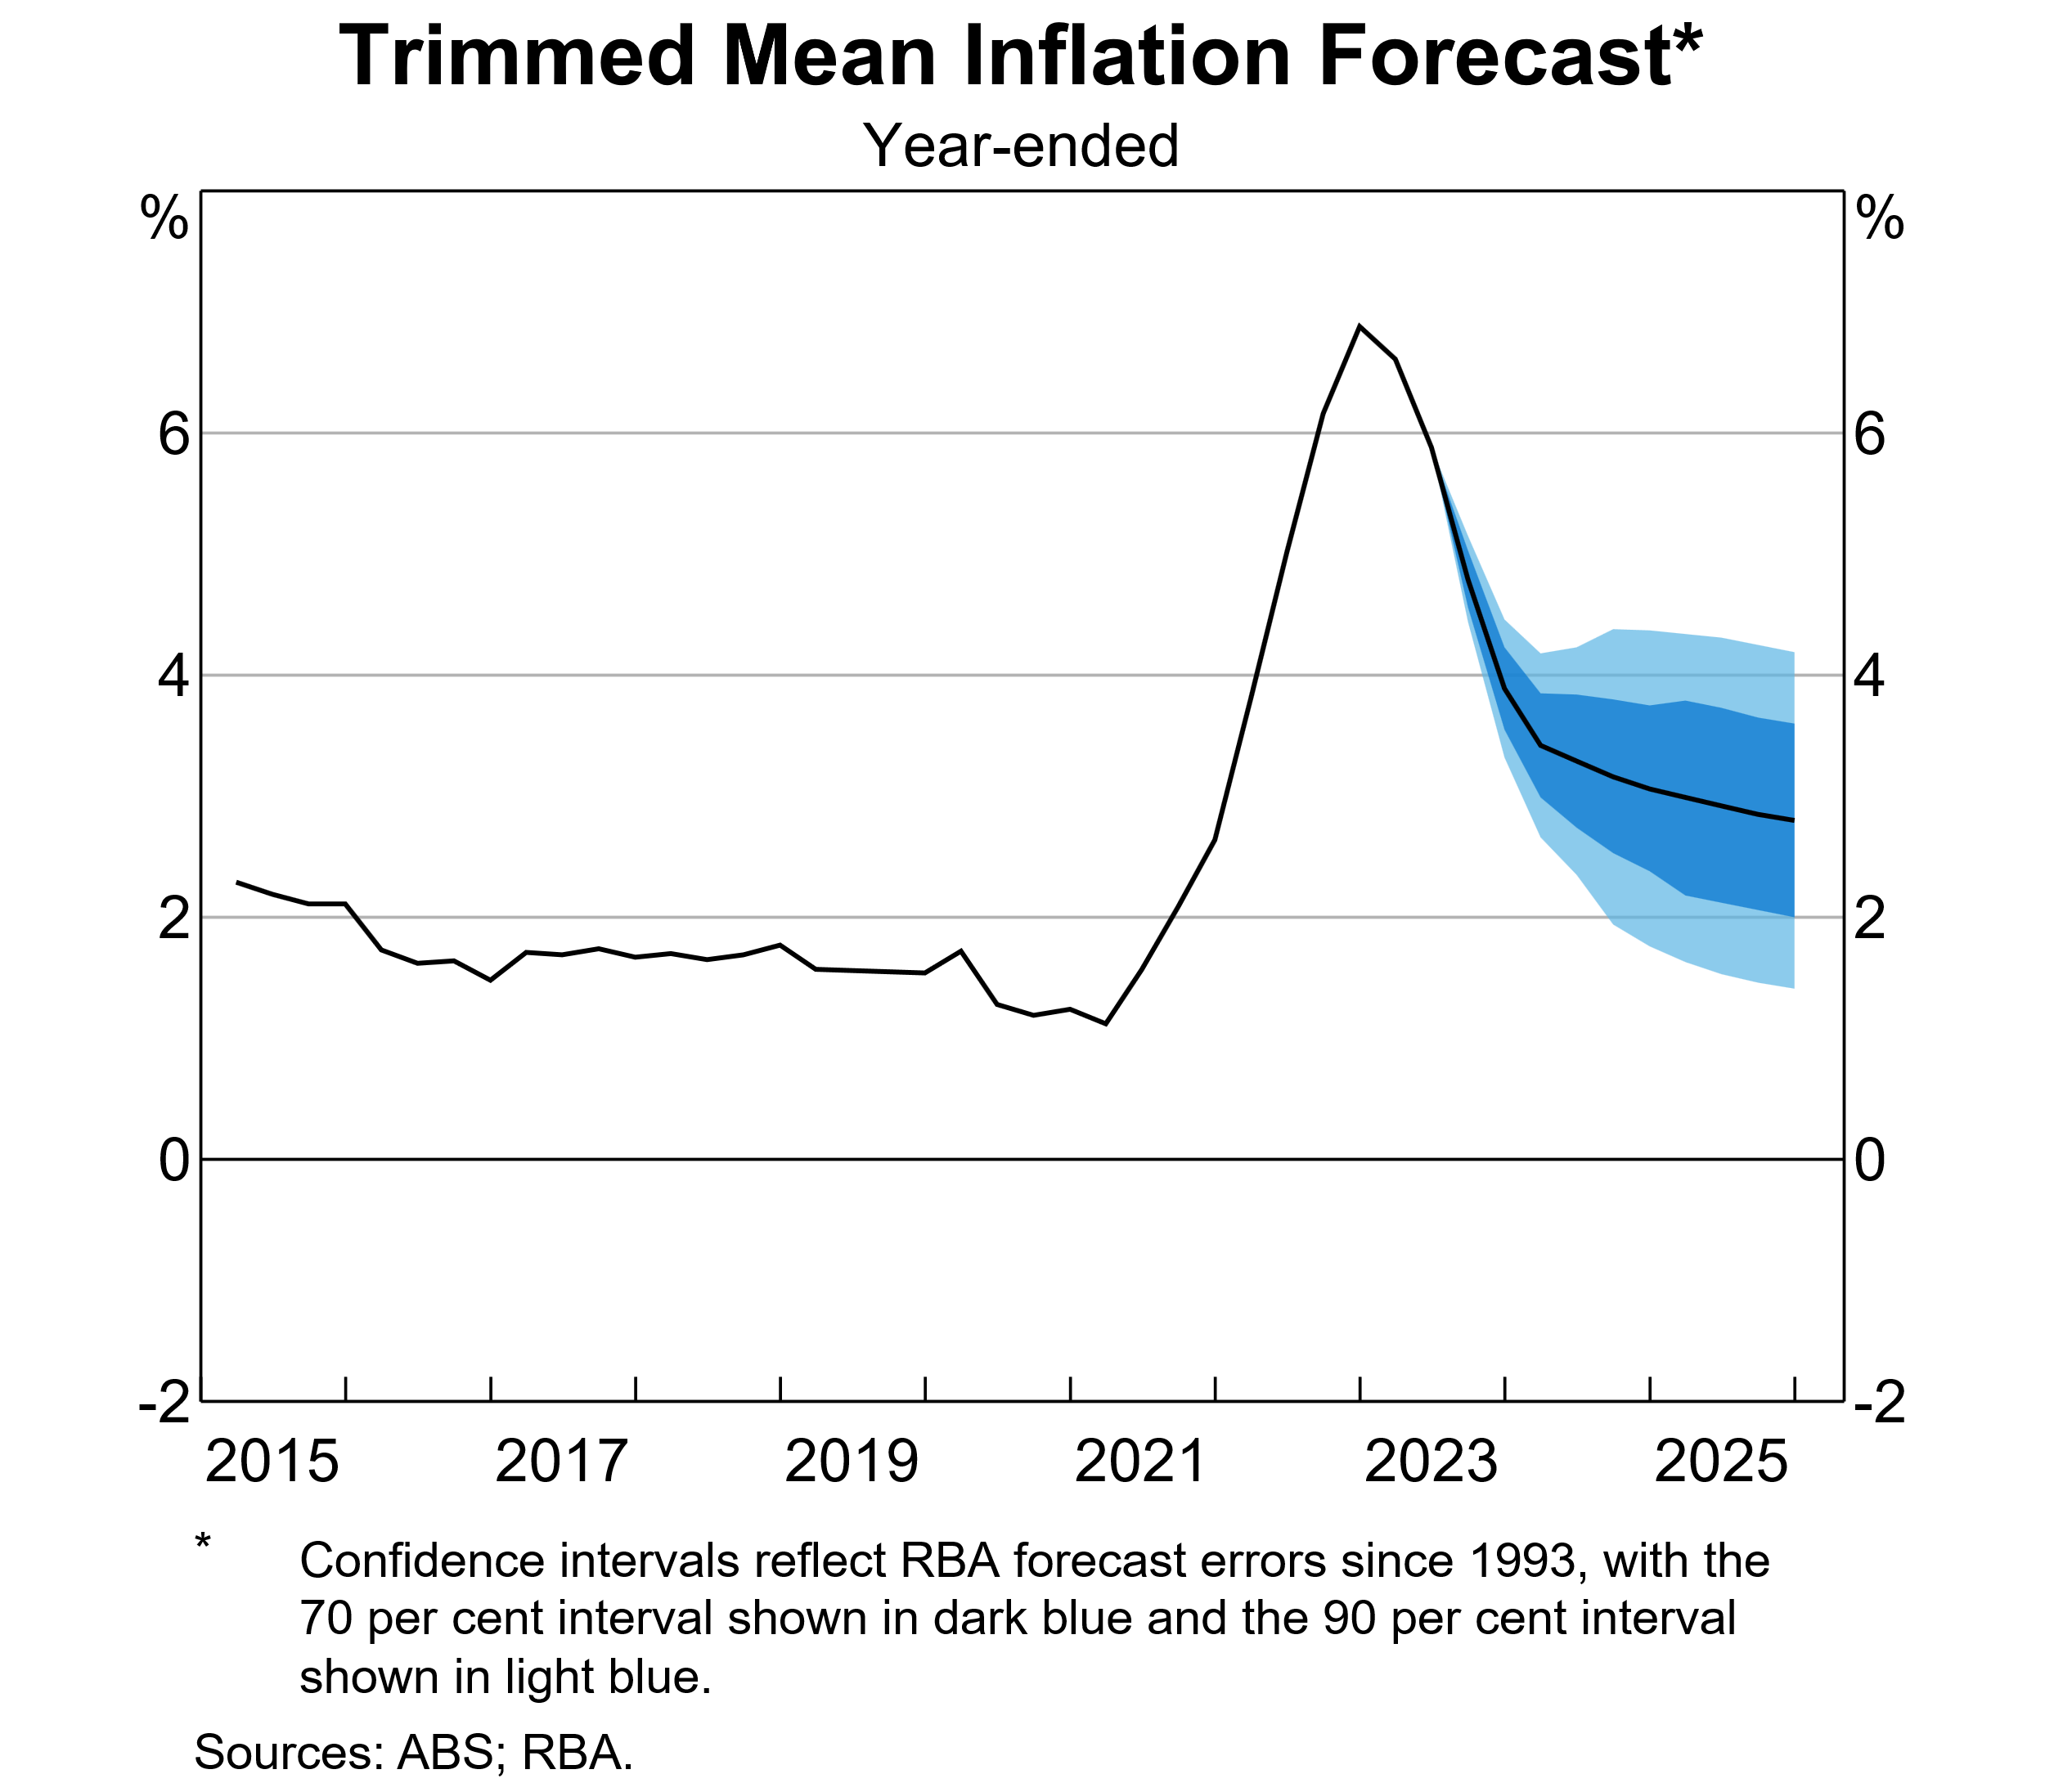 Trimmed Mean Inflation Forecast*
Year-ended
% %
6 6
4 4
2 2
0 0
-2 -2
2015 2017 2019 2021 2023 2025
* Confidence intervals reflect RBA forecast errors since 1993, with the
70 per cent interval shown in dark blue and the 90 per cent interval
shown in light blue.
Sources: ABS; RBA.